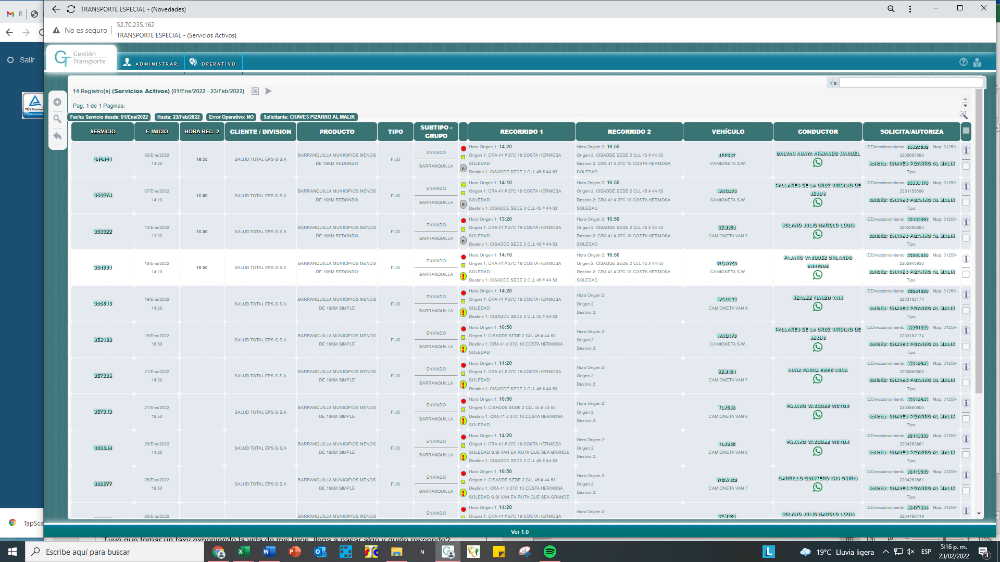 TRANSPORTE ESPECIAL - (Novedades)
No es seguro
52.70.235.162
TRANSPORTE ESPECIAL - (Servicios Activos)
R
Salir
Gestión
Transporte
ADMINISTRAR
OPERATIVO
Ir a:
14 Registro(s) (Servicios Activos) (01/Ene/2022 - 23/Feb/2022)
Pag. 1 de 1 Paginas:
Fecha Servicio desde: 01/Ene/2022 Hasta: 23/Feb/2022 Error Operativo: NO Solicitante: CHAVES PIZARRO AL MALIK
SERVICIO F. INICIO HORA REC. 2 CLIENTE / DIVISION PRODUCTO TIPO SUBTIPO - GRUPO RECORRIDO 1 RECORRIDO 2 VEHÍCULO CONDUCTOR SOLICITA/AUTORIZA
349491
05/Ene/2022
14:20
16:50
SALUD TOTAL EPS-S S.A
BARRANQUILLA MUNICIPIOS MENOS
DE 16KM REDONDO
FIJO
ENVIADO
BARRANQUILLA
Hora Origen 1: 14:20
Origen 1: CRA 41 # 27C 18 COSTA HERMOSA
SOLEDAD
Destino 1: CISADDE SEDE 2 CLL 45 # 44-53
Hora Origen 2: 16:50
Origen 2: CISADDE SEDE 2 CLL 45 # 44-53
Destino 2: CRA 41 # 27C 18 COSTA HERMOSA
SOLEDAD
JPP387
CAMIONETA S.W.
GALVAN ANAYA ARMANDO MANUEL
IDDireccionamiento: 65923632 Nap: 31259-
2200697095
Solicita: CHAVES PIZARRO AL MALIK
Tipo:
350274
07/Ene/2022
14:10
16:50
SALUD TOTAL EPS-S S.A
BARRANQUILLA MUNICIPIOS MENOS
DE 16KM REDONDO
FIJO
ENVIADO
BARRANQUILLA
Hora Origen 1: 14:10
Origen 1: CRA 41 # 27C 18 COSTA HERMOSA
SOLEDAD
Destino 1: CISADDE SEDE 2 CLL 45 # 44-53
Hora Origen 2: 16:50
Origen 2: CISADDE SEDE 2 CLL 45 # 44-53
Destino 2: CRA 41 # 27C 18 COSTA HERMOSA
SOLEDAD
WNQ473
CAMIONETA S.W.
PALLARES DE LA CRUZ VIRGILIO DE
JESUS
IDDireccionamiento: 65999470 Nap: 31259-
2201153699
Solicita: CHAVES PIZARRO AL MALIK
Tipo:
353322
14/Ene/2022
13:20
16:50
SALUD TOTAL EPS-S S.A
BARRANQUILLA MUNICIPIOS MENOS
DE 16KM REDONDO
FIJO
ENVIADO
BARRANQUILLA
Hora Origen 1: 13:20
Origen 1: CRA 41 # 27C 18 COSTA HERMOSA
SOLEDAD
Destino 1: CISADDE SEDE 2 CLL 45 # 44-53
Hora Origen 2: 16:50
Origen 2: CISADDE SEDE 2 CLL 45 # 44-53
Destino 2: CRA 41 # 27C 18 COSTA HERMOSA
SOLEDAD
SZM253
CAMIONETA VAN 7
SOLANO JULIO HAROLD LOUIS
IDDireccionamiento: 66136352 Nap: 31259-
2202298584
Solicita: CHAVES PIZARRO AL MALIK
Tipo:
354801
18/Ene/2022
14:10
16:50
SALUD TOTAL EPS-S S.A
BARRANQUILLA MUNICIPIOS MENOS
DE 16KM REDONDO
FIJO
ENVIADO
BARRANQUILLA
Hora Origen 1: 14:10
Origen 1: CRA 41 # 27C 18 COSTA HERMOSA
SOLEDAD
Destino 1: CISADDE SEDE 2 CLL 45 # 44-53
Hora Origen 2: 16:50
Origen 2: CISADDE SEDE 2 CLL 45 # 44-53
Destino 2: CRA 41 # 27C 18 COSTA HERMOSA
SOLEDAD
WGW759
CAMIONETA S.W.
PAJARO VASQUEZ ORLANDO
ENRIQUE
IDDireccionamiento: 66220080 Nap: 31259-
2202943930
Solicita: CHAVES PIZARRO AL MALIK
Tipo:
355618
19/Ene/2022
14:20
SALUD TOTAL EPS-S S.A
BARRANQUILLA MUNICIPIOS MENOS
DE 16KM SIMPLE
FIJO
ENVIADO
BARRANQUILLA
Hora Origen 1: 14:20
Origen 1: CRA 41 # 27C 18 COSTA HERMOSA
SOLEDAD
Destino 1: CISADDE SEDE 2 CLL 45 # 44-53
Hora Origen 2:
Origen 2:
Destino 2:
WGU323
CAMIONETA VAN 9
REALEZ TURIZO YAIR
IDDireccionamiento: 66251020 Nap: 31259-
2203182174
Solicita: CHAVES PIZARRO AL MALIK
Tipo:
356109
19/Ene/2022
16:50
SALUD TOTAL EPS-S S.A
BARRANQUILLA MUNICIPIOS MENOS
DE 16KM SIMPLE
FIJO
ENVIADO
BARRANQUILLA
Hora Origen 1: 16:50
Origen 1: CISADDE SEDE 2 CLL 45 # 44-53
Destino 1: CRA 41 # 27C 18 COSTA HERMOSA
SOLEDAD
Hora Origen 2:
Origen 2:
Destino 2:
WNQ473
CAMIONETA S.W.
PALLARES DE LA CRUZ VIRGILIO DE
JESUS
IDDireccionamiento: 66251020 Nap: 31259-
2203182174
Solicita: CHAVES PIZARRO AL MALIK
Tipo:
357336
21/Ene/2022
14:20
SALUD TOTAL EPS-S S.A
BARRANQUILLA MUNICIPIOS MENOS
DE 16KM SIMPLE
FIJO
ENVIADO
BARRANQUILLA
Hora Origen 1: 14:20
Origen 1: CRA 41 # 27C 18 COSTA HERMOSA
SOLEDAD
Destino 1: CISADDE SEDE 2 CLL 45 # 44-53
Hora Origen 2:
Origen 2:
Destino 2:
SZM494
CAMIONETA VAN 7
LUNA PARRA EBEB LUNA
IDDireccionamiento: 66314946 Nap: 31259-
2203660800
Solicita: CHAVES PIZARRO AL MALIK
Tipo:
357343
21/Ene/2022
16:50
SALUD TOTAL EPS-S S.A
BARRANQUILLA MUNICIPIOS MENOS
DE 16KM SIMPLE
FIJO
ENVIADO
BARRANQUILLA
Hora Origen 1: 16:50
Origen 1: CISADDE SEDE 2 CLL 45 # 44-53
Destino 1: CRA 41 # 27C 18 COSTA HERMOSA
SOLEDAD
Hora Origen 2:
Origen 2:
Destino 2:
TLX966
CAMIONETA VAN 6
PAJARO VASQUEZ VICTOR
IDDireccionamiento: 66314946 Nap: 31259-
2203660800
Solicita: CHAVES PIZARRO AL MALIK
Tipo:
360049
25/Ene/2022
14:20
SALUD TOTAL EPS-S S.A
BARRANQUILLA MUNICIPIOS MENOS
DE 16KM SIMPLE
FIJO
ENVIADO
BARRANQUILLA
Hora Origen 1: 14:20
Origen 1: CRA 41 # 27C 18 COSTA HERMOSA
SOLEDAD S.SI VAN EN RUTA QUE SEA GRANDE
Destino 1: CISADDE SEDE 2 CLL 45 # 44-53
Hora Origen 2:
Origen 2:
Destino 2:
TLX966
CAMIONETA VAN 6
PAJARO VASQUEZ VICTOR
IDDireccionamiento: 66419909 Nap: 31259-
2204263861
Solicita: CHAVES PIZARRO AL MALIK
Tipo:
360077
25/Ene/2022
16:50
SALUD TOTAL EPS-S S.A
BARRANQUILLA MUNICIPIOS MENOS
DE 16KM SIMPLE
FIJO
ENVIADO
BARRANQUILLA
Hora Origen 1: 16:50
Origen 1: CISADDE SEDE 2 CLL 45 # 44-53
Destino 1: CRA 41 # 27C 18 COSTA HERMOSA
SOLEDAD S.SI VAN EN RUTA QUE SEA GRANDE
Hora Origen 2:
Origen 2:
Destino 2:
WGW462
CAMIONETA VAN 7
CARRILLO QUINTERO ISIS OSIRIS
IDDireccionamiento: 66419909 Nap: 31259-
2204263861
Solicita: CHAVES PIZARRO AL MALIK
Tipo:
26/Ene/2022
BARRANQUILLA MUNICIPIOS MENOS
ENVIADO
Hora Origen 1: 14:20
Origen 1: CRA 41 # 27C 18 COSTA HERMOSA
Hora Origen 2:
SZM253
SOLANO JULIO HAROLD LOUIS
IDDireccionamiento: 66477634 Nap: 31259-
2204498419
Ver 1.0
TapSca
Tuve que tomar un taxy exponiendo la vida de mis hijos, llega a pasar algo y quién responde?
175%
Escribe aquí para buscar
19°C Lluvia ligera
ESP
5:16 p. m.
23/02/2022
3